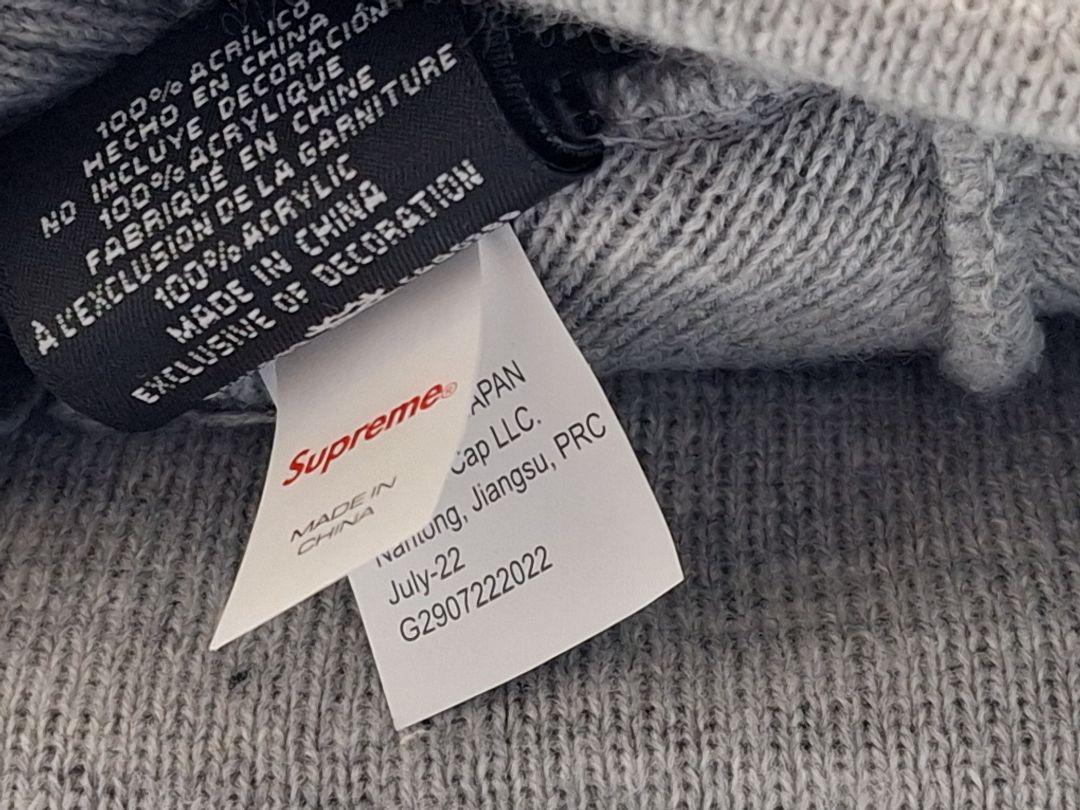 100% ACRÍLICO
HECHO EN CHINA
NO INCLUYE DECORACIÓN
100% ACRYLIQUE
FABRIQUÉ EN CHINE
À L'EXCLUSION DE LA GARNITURE
100% ACRYLIC
MADE IN CHINA
EXCLUSIVE OF DECORATION
Supreme®
MADE IN
CHINA
APAN
Cap LLC.
Nantong, Jiangsu, PRC
July-22
G2907222022